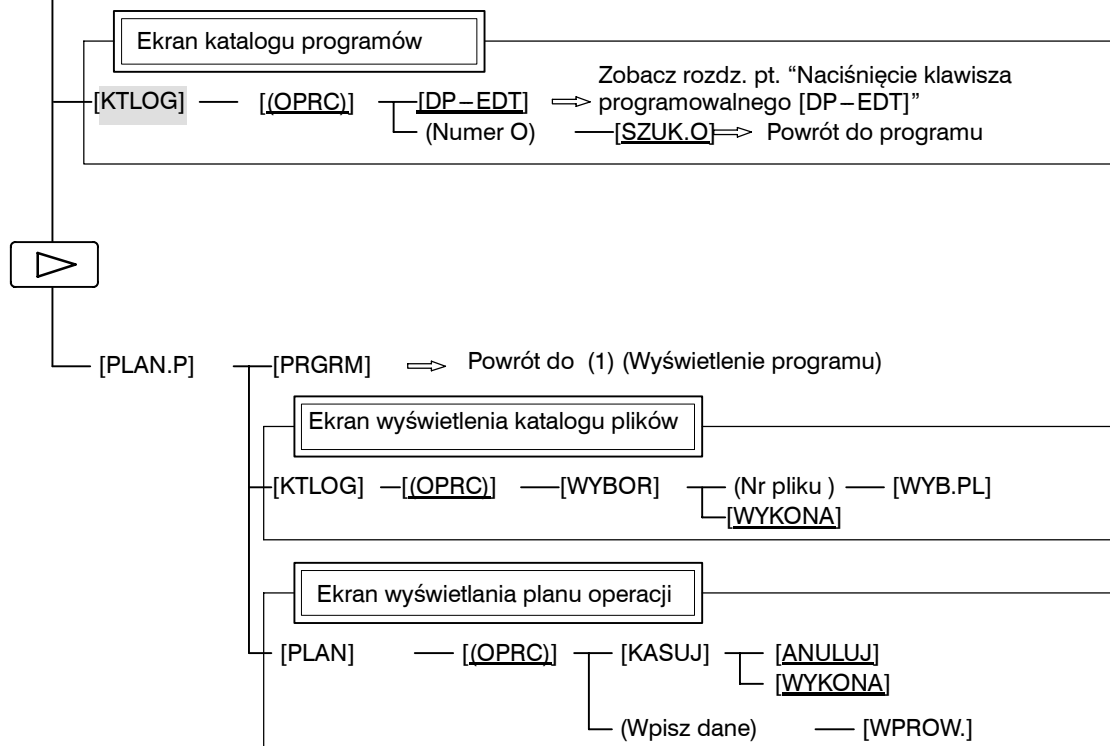 Ekran katalogu programów
Zobacz rozdz. pt. “Naciśnięcie klawisza
[KTLOG] [(OPRC)] [DP–EDT] programowalnego [DP–EDT]”
(Numer O) [SZUK.O] Powrót do programu
[PLAN.P] [PRGRM] Powrót do (1) (Wyświetlenie programu)
Ekran wyświetlenia katalogu plików
[KTLOG] [(OPRC)] [WYBOR] (Nr pliku ) [WYB.PL]
[WYKONA]
Ekran wyświetlania planu operacji
[PLAN] [(OPRC)] [KASUJ] [ANULUJ]
[WYKONA]
(Wpisz dane) [WPROW.]